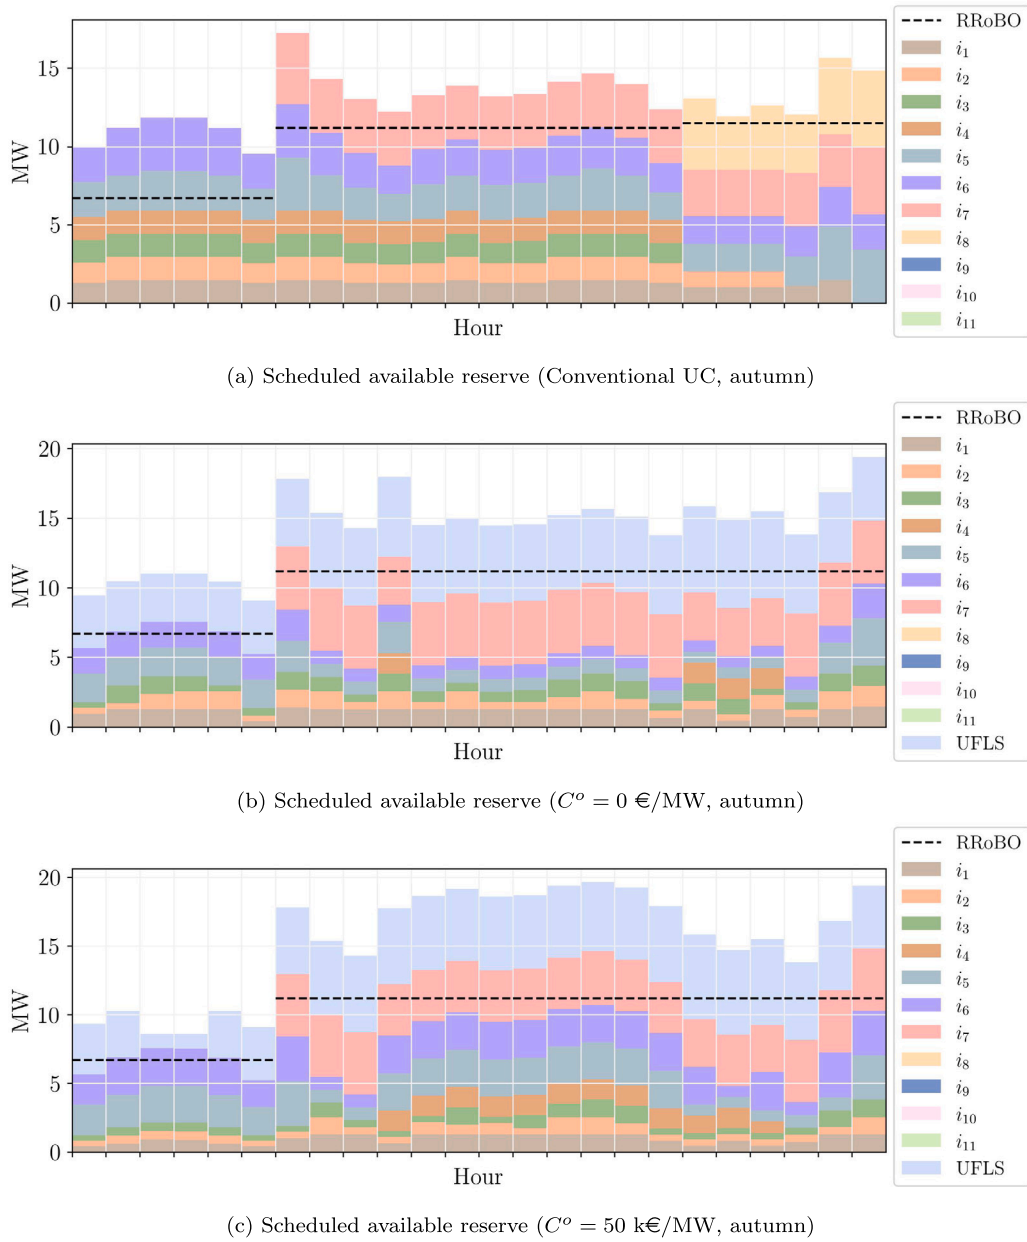 15
10
5
0
MW
Hour
RRoBO
i₁
i₂
i₃
i₄
i₅
i₆
i₇
i₈
i₉
i₁₀
i₁₁
(a) Scheduled available reserve (Conventional UC, autumn)
20
15
10
5
0
MW
Hour
RRoBO
i₁
i₂
i₃
i₄
i₅
i₆
i₇
i₈
i₉
i₁₀
i₁₁
UFLS
(b) Scheduled available reserve (Cᵒ = 0 €/MW, autumn)
20
15
10
5
0
MW
Hour
RRoBO
i₁
i₂
i₃
i₄
i₅
i₆
i₇
i₈
i₉
i₁₀
i₁₁
UFLS
(c) Scheduled available reserve (Cᵒ = 50 k€/MW, autumn)